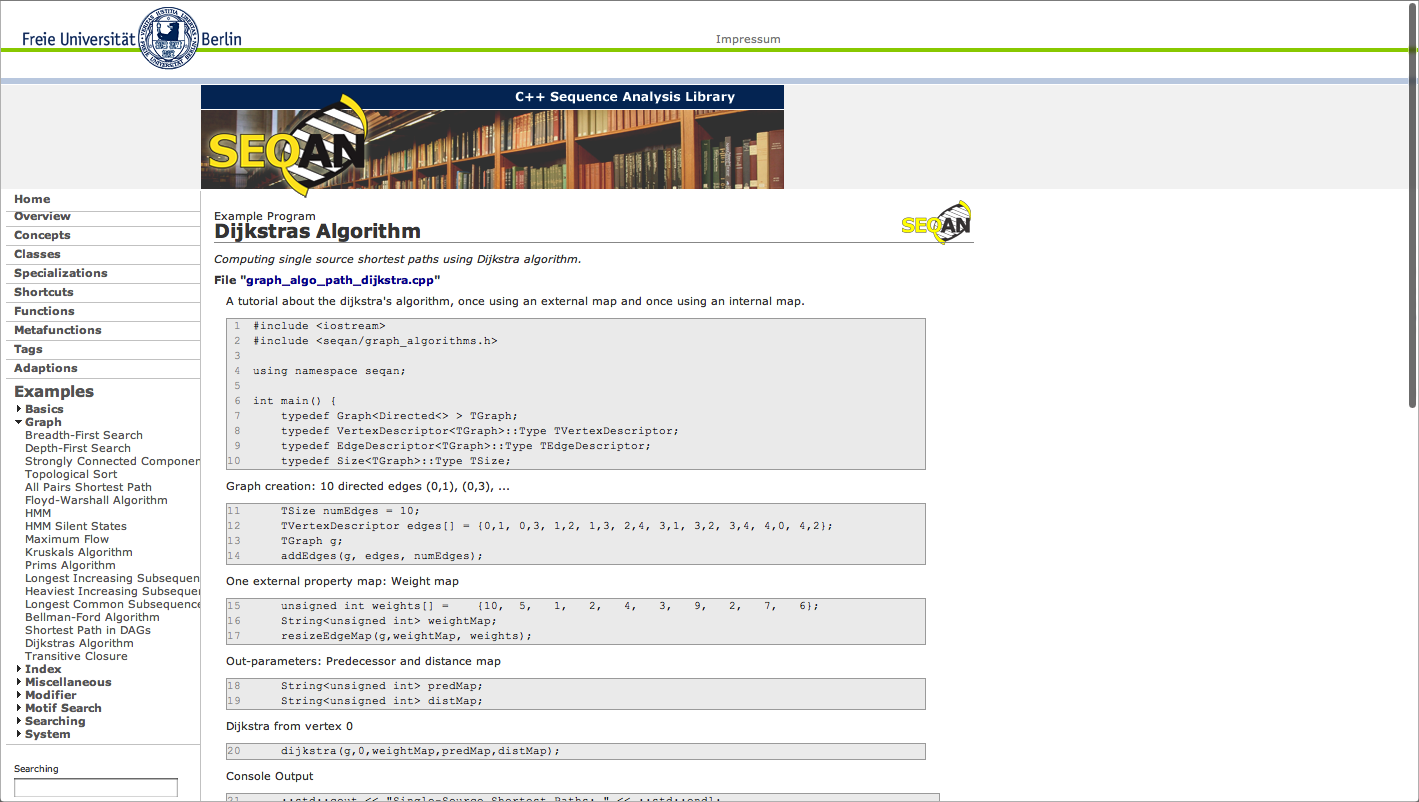 Freie Universität Berlin
Impressum
C++ Sequence Analysis Library
SEQAN
Home
Overview
Concepts
Classes
Specializations
Shortcuts
Functions
Metafunctions
Tags
Adaptions
Examples
Basics
Graph
Breadth-First Search
Depth-First Search
Strongly Connected Componen
Topological Sort
All Pairs Shortest Path
Floyd-Warshall Algorithm
HMM
HMM Silent States
Maximum Flow
Kruskals Algorithm
Prims Algorithm
Longest Increasing Subsequen
Heaviest Increasing Subsequen
Longest Common Subsequence
Bellman-Ford Algorithm
Shortest Path in DAGs
Dijkstras Algorithm
Transitive Closure
Index
Miscellaneous
Modifier
Motif Search
Searching
System
Searching
Example Program
Dijkstras Algorithm
SEQAN
Computing single source shortest paths using Dijkstra algorithm.
File "graph_algo_path_dijkstra.cpp"
A tutorial about the dijkstra's algorithm, once using an external map and once using an internal map.
1 #include <iostream>
2 #include <seqan/graph_algorithms.h>
3
4 using namespace seqan;
5
6 int main() {
7 typedef Graph<Directed<> > TGraph;
8 typedef VertexDescriptor<TGraph>::Type TVertexDescriptor;
9 typedef EdgeDescriptor<TGraph>::Type TEdgeDescriptor;
10 typedef Size<TGraph>::Type TSize;
Graph creation: 10 directed edges (0,1), (0,3), ...
11 TSize numEdges = 10;
12 TVertexDescriptor edges[] = {0,1, 0,3, 1,2, 1,3, 2,4, 3,1, 3,2, 3,4, 4,0, 4,2};
13 TGraph g;
14 addEdges(g, edges, numEdges);
One external property map: Weight map
15 unsigned int weights[] = {10, 5, 1, 2, 4, 3, 9, 2, 7, 6};
16 String<unsigned int> weightMap;
17 resizeEdgeMap(g,weightMap, weights);
Out-parameters: Predecessor and distance map
18 String<unsigned int> predMap;
19 String<unsigned int> distMap;
Dijkstra from vertex 0
20 dijkstra(g,0,weightMap,predMap,distMap);
Console Output
21 ::std::cout << "Single-Source Shortest Paths: " << ::std::endl;